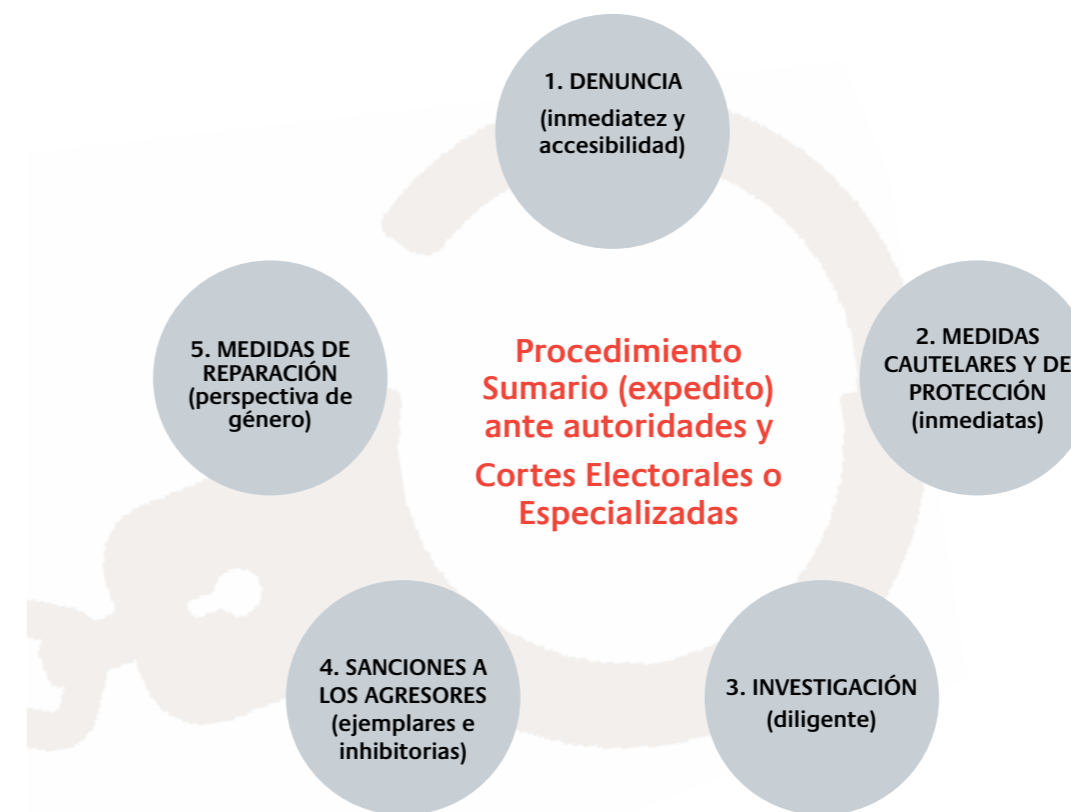 1. DENUNCIA
(inmediatez y
accesibilidad)
2. MEDIDAS
CAUTELARES Y DE
PROTECCIÓN
(inmediatas)
3. INVESTIGACIÓN
(diligente)
4. SANCIONES A
LOS AGRESORES
(ejemplares e
inhibitorias)
5. MEDIDAS DE
REPARACIÓN
(perspectiva de
género)
Procedimiento
Sumario (expedito)
ante autoridades y
Cortes Electorales o
Especializadas